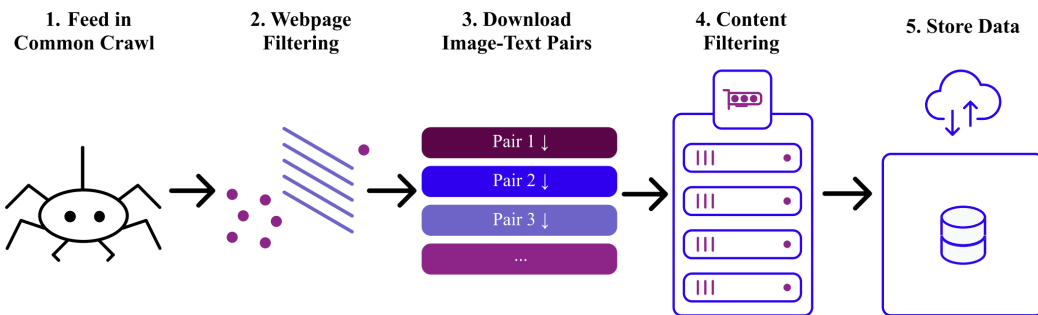 1. Feed in
Common Crawl
2. Webpage
Filtering
3. Download
Image-Text Pairs
4. Content
Filtering
5. Store Data
Pair 1 ↓
Pair 2 ↓
Pair 3 ↓
...